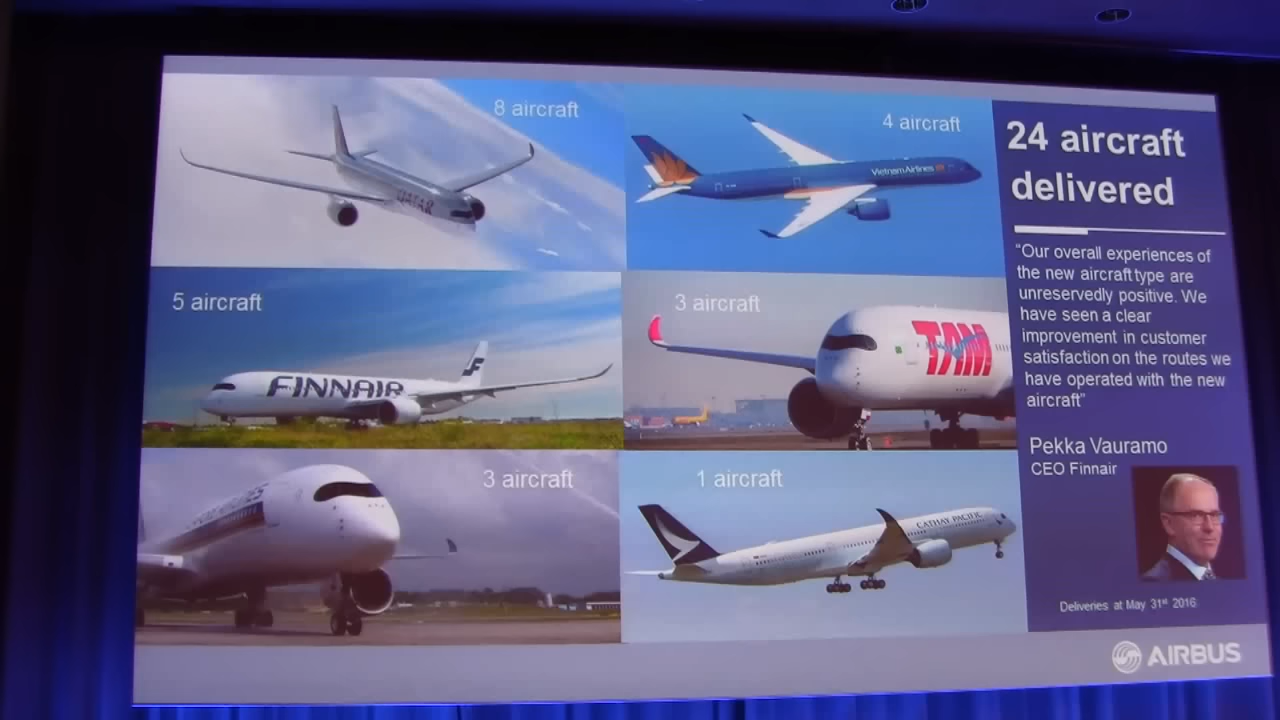 8 aircraft
QATAR
4 aircraft
Vietnam Airlines
5 aircraft
FINNAIR
3 aircraft
TAM
3 aircraft
1 aircraft
CATHAY PACIFIC
24 aircraft
delivered
“Our overall experiences of
the new aircraft type are
unreservedly positive. We
have seen a clear
improvement in customer
satisfaction on the routes we
have operated with the new
aircraft”
Pekka Vauramo
CEO Finnair
Deliveries at May 31st 2016
AIRBUS